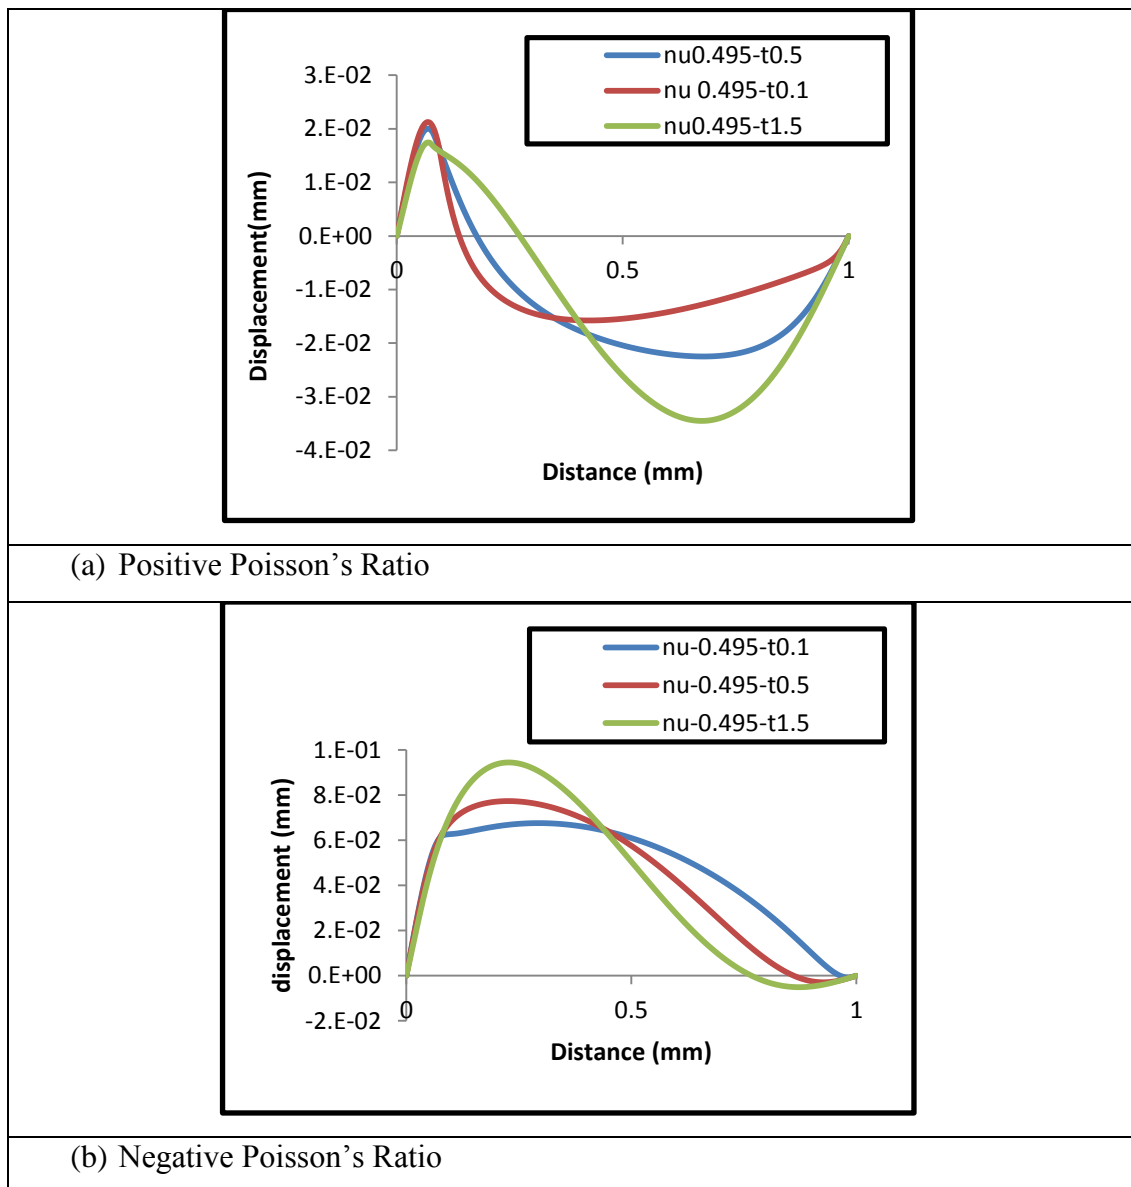 nu0.495-t0.5
nu 0.495-t0.1
nu0.495-t1.5
3.E-02
2.E-02
1.E-02
0.E+00
-1.E-02
-2.E-02
-3.E-02
-4.E-02
0
0.5
1
Displacement(mm)
Distance (mm)
(a) Positive Poisson’s Ratio
nu-0.495-t0.1
nu-0.495-t0.5
nu-0.495-t1.5
1.E-01
8.E-02
6.E-02
4.E-02
2.E-02
0.E+00
-2.E-02
0
0.5
1
displacement (mm)
Distance (mm)
(b) Negative Poisson’s Ratio